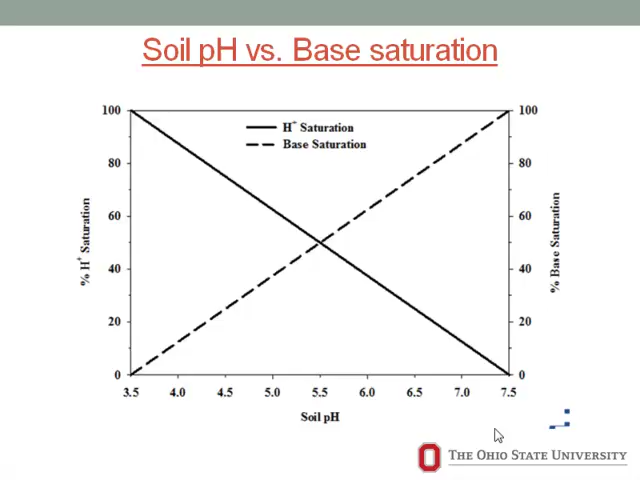 Soil pH vs. Base saturation
100
80
60
40
20
0
% H+ Saturation
H+ Saturation
Base Saturation
100
80
60
40
20
0
% Base Saturation
3.5 4.0 4.5 5.0 5.5 6.0 6.5 7.0 7.5
Soil pH
THE OHIO STATE UNIVERSITY